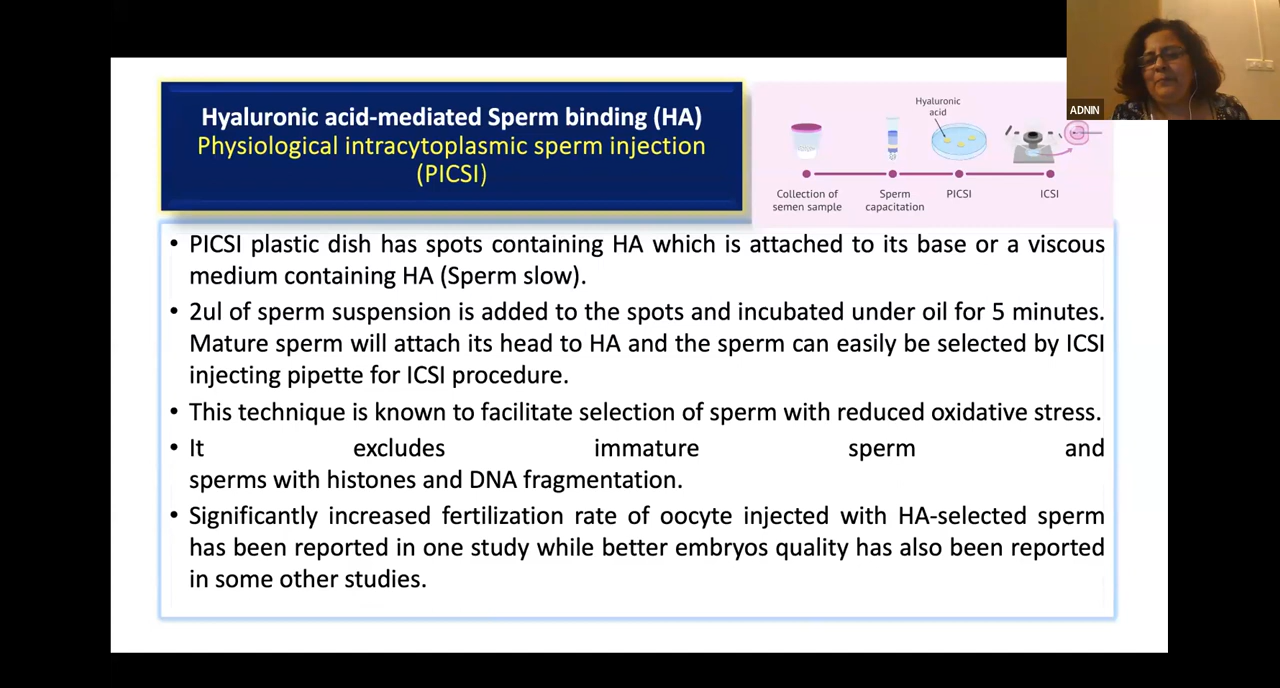 Hyaluronic acid-mediated Sperm binding (HA)
Physiological intracytoplasmic sperm injection
(PICSI)
Hyaluronic
acid
Collection of
semen sample
Sperm
capacitation
PICSI
ICSI
ADNIN
• PICSI plastic dish has spots containing HA which is attached to its base or a viscous
medium containing HA (Sperm slow).
• 2ul of sperm suspension is added to the spots and incubated under oil for 5 minutes.
Mature sperm will attach its head to HA and the sperm can easily be selected by ICSI
injecting pipette for ICSI procedure.
• This technique is known to facilitate selection of sperm with reduced oxidative stress.
• It excludes immature sperm and
sperms with histones and DNA fragmentation.
• Significantly increased fertilization rate of oocyte injected with HA-selected sperm
has been reported in one study while better embryos quality has also been reported
in some other studies.